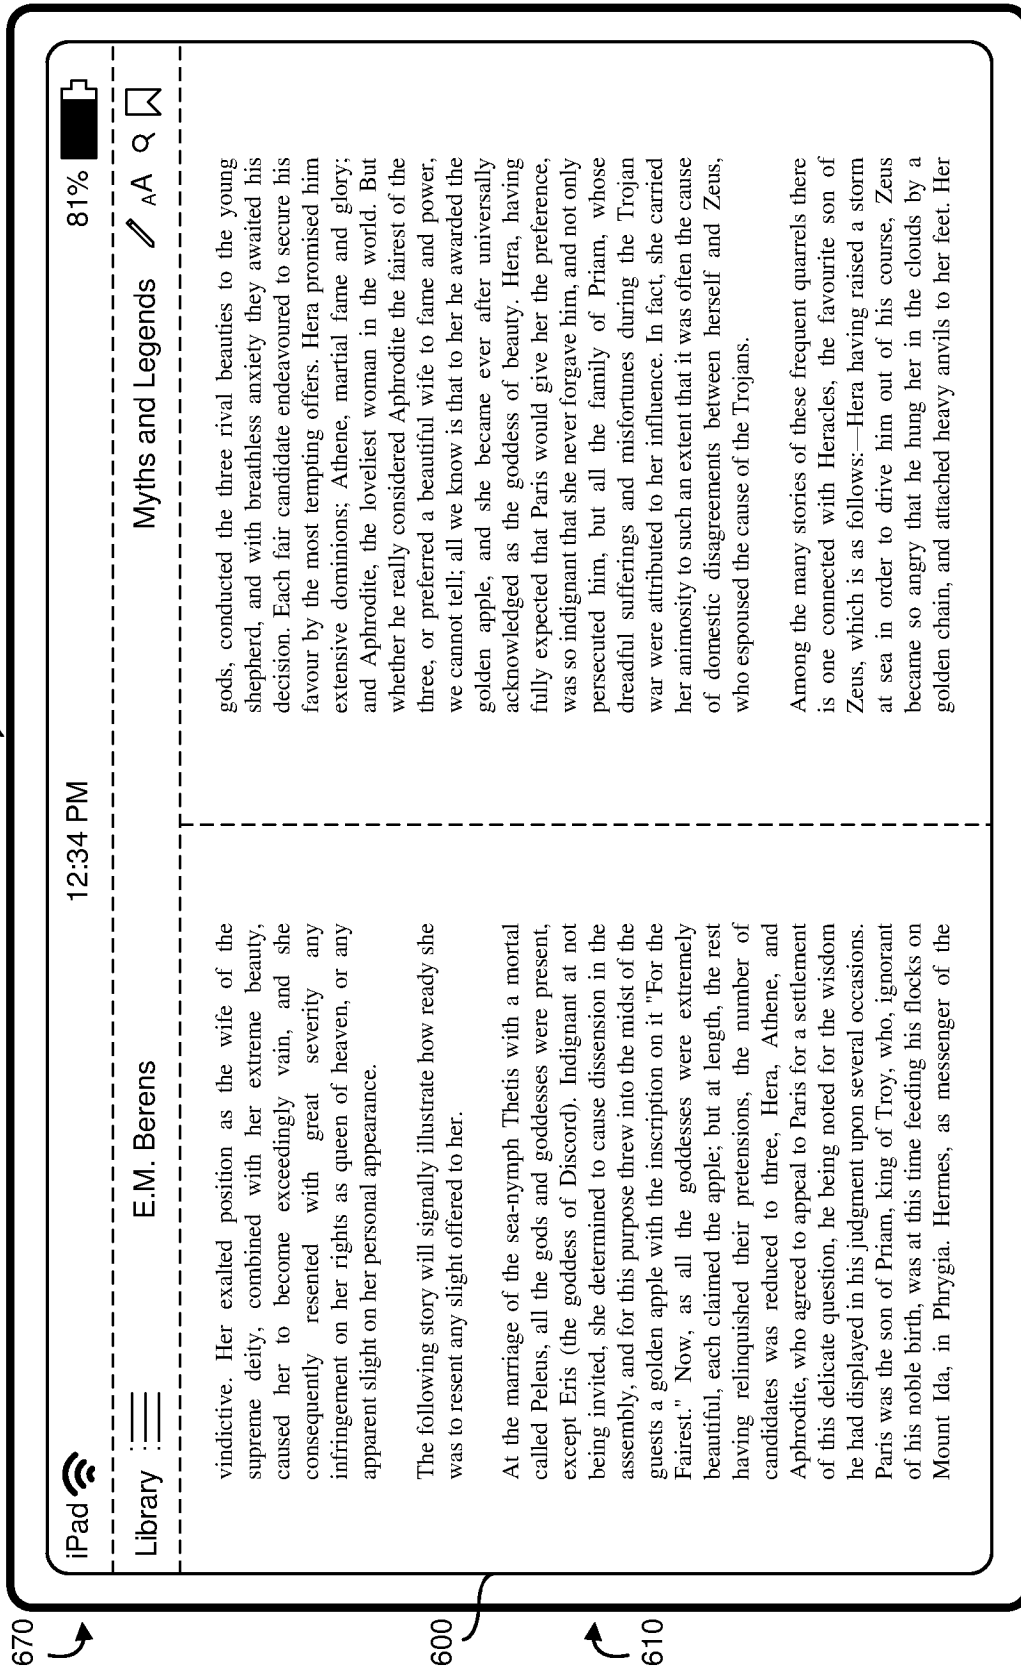 670
600
610
iPad
12:34 PM
81%
Library
E.M. Berens
Myths and Legends
AA
vindictive. Her exalted position as the wife of the
supreme deity, combined with her extreme beauty,
caused her to become exceedingly vain, and she
consequently resented with great severity any
infringement on her rights as queen of heaven, or any
apparent slight on her personal appearance.
The following story will signally illustrate how ready she
was to resent any slight offered to her.
At the marriage of the sea-nymph Thetis with a mortal
called Peleus, all the gods and goddesses were present,
except Eris (the goddess of Discord). Indignant at not
being invited, she determined to cause dissension in the
assembly, and for this purpose threw into the midst of the
guests a golden apple with the inscription on it "For the
Fairest." Now, as all the goddesses were extremely
beautiful, each claimed the apple; but at length, the rest
having relinquished their pretensions, the number of
candidates was reduced to three, Hera, Athene, and
Aphrodite, who agreed to appeal to Paris for a settlement
of this delicate question, he being noted for the wisdom
he had displayed in his judgment upon several occasions.
Paris was the son of Priam, king of Troy, who, ignorant
of his noble birth, was at this time feeding his flocks on
Mount Ida, in Phrygia. Hermes, as messenger of the
gods, conducted the three rival beauties to the young
shepherd, and with breathless anxiety they awaited his
decision. Each fair candidate endeavoured to secure his
favour by the most tempting offers. Hera promised him
extensive dominions; Athene, martial fame and glory;
and Aphrodite, the loveliest woman in the world. But
whether he really considered Aphrodite the fairest of the
three, or preferred a beautiful wife to fame and power,
we cannot tell; all we know is that to her he awarded the
golden apple, and she became ever after universally
acknowledged as the goddess of beauty. Hera, having
fully expected that Paris would give her the preference,
was so indignant that she never forgave him, and not only
persecuted him, but all the family of Priam, whose
dreadful sufferings and misfortunes during the Trojan
war were attributed to her influence. In fact, she carried
her animosity to such an extent that it was often the cause
of domestic disagreements between herself and Zeus,
who espoused the cause of the Trojans.
Among the many stories of these frequent quarrels there
is one connected with Heracles, the favourite son of
Zeus, which is as follows:—Hera having raised a storm
at sea in order to drive him out of his course, Zeus
became so angry that he hung her in the clouds by a
golden chain, and attached heavy anvils to her feet. Her